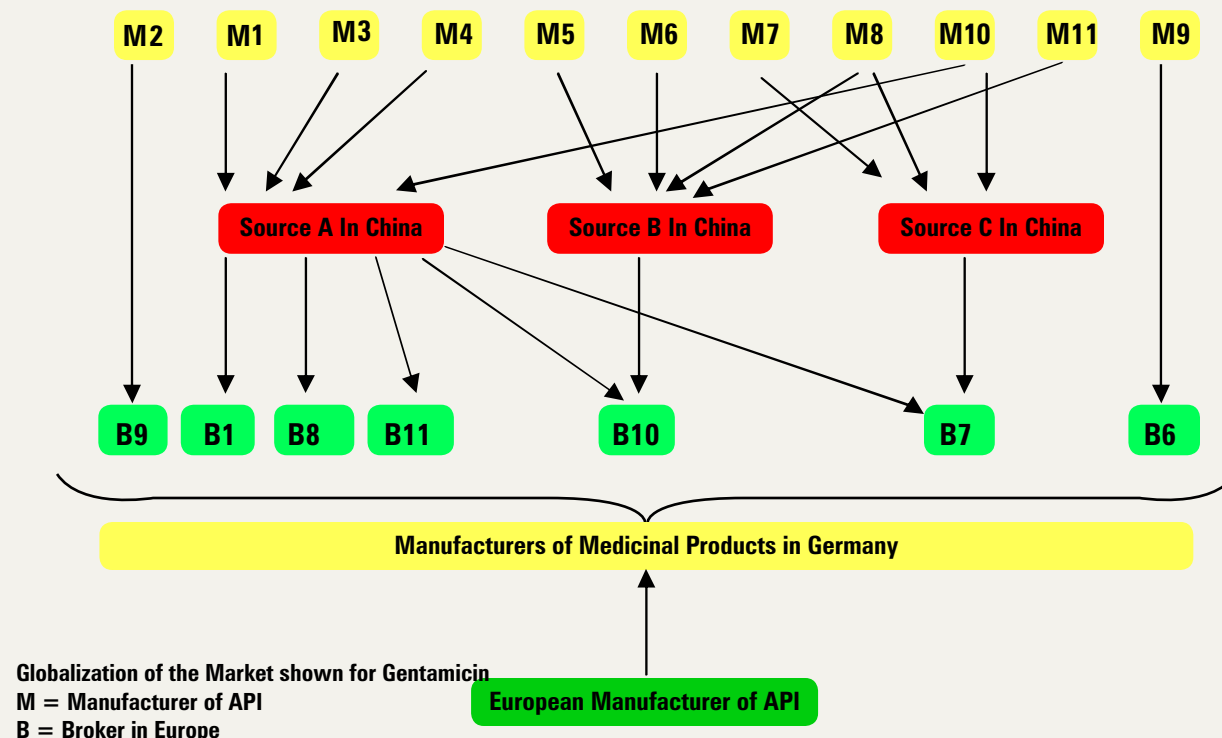 M2 M1 M3 M4 M5 M6 M7 M8 M10 M11 M9
Source A In China Source B In China Source C In China
B9 B1 B8 B11 B10 B7 B6
Manufacturers of Medicinal Products in Germany
Globalization of the Market shown for Gentamicin
European Manufacturer of API
M = Manufacturer of API
B = Broker in Europe